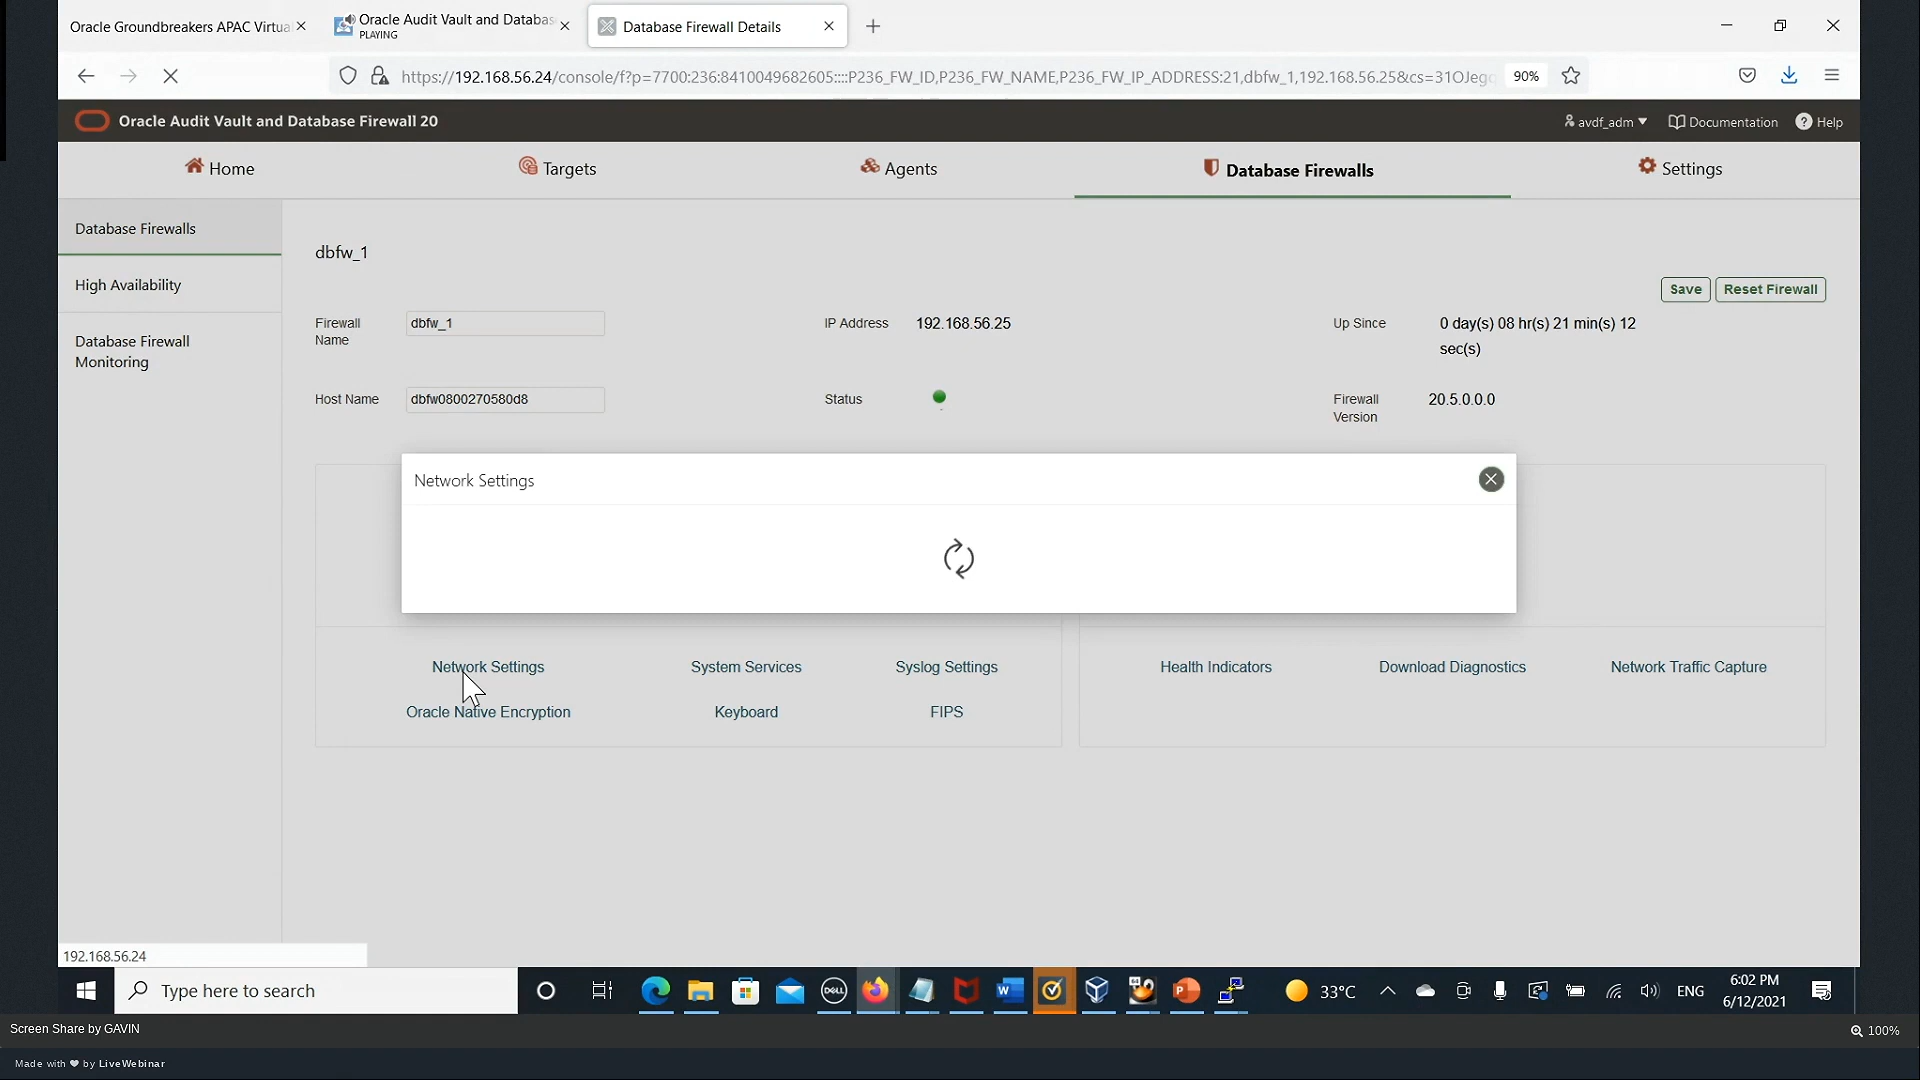 Oracle Groundbreakers APAC Virtua
Oracle Audit Vault and Databas
PLAYING
Database Firewall Details
https://192.168.56.24/console/f?p=7700:236:8410049682605::::P236_FW_ID,P236_FW_NAME,P236_FW_IP_ADDRESS:21,dbfw_1,192.168.56.25&cs=31OJegq
90%
Oracle Audit Vault and Database Firewall 20
avdf_adm
Documentation
? Help
Home
Targets
Agents
Database Firewalls
Settings
Database Firewalls
High Availability
Database Firewall
Monitoring
dbfw_1
Save
Reset Firewall
Firewall
Name
dbfw_1
IP Address
192.168.56.25
Up Since
0 day(s) 08 hr(s) 21 min(s) 12
sec(s)
Host Name
dbfw0800270580d8
Status
Firewall
Version
20.5.0.0.0
Network Settings
Network Settings
System Services
Syslog Settings
Oracle Native Encryption
Keyboard
FIPS
Health Indicators
Download Diagnostics
Network Traffic Capture
192.168.56.24
Type here to search
DELL
33°C
ENG
6:02 PM
6/12/2021
Screen Share by GAVIN
100%
Made with ❤ by LiveWebinar